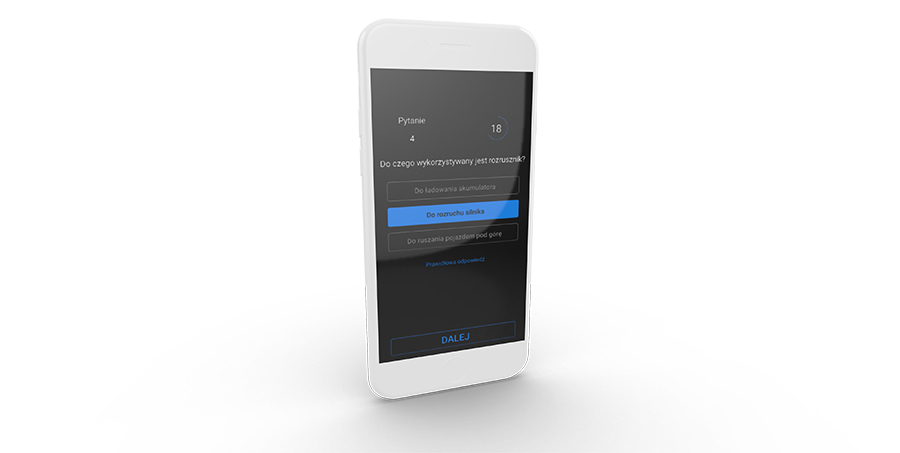 Pytanie
18
4
Do czego wykorzystywany jest rozrusznik?
Do ładowania akumulatora
Do rozruchu silnika
Do ruszania pojazdem pod górę
Prawidłowa odpowiedź
DALEJ